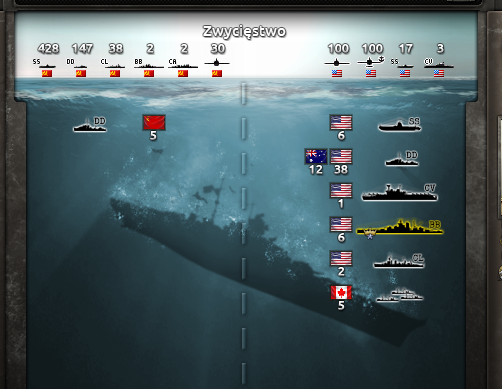 Zwycięstwo
428 147 38 2 2 30 100 100 17 3
SS DD CL BB CA SS CV
DD 5 6 SS
12 38 DD
1 CV
6 BB
2 CL
5